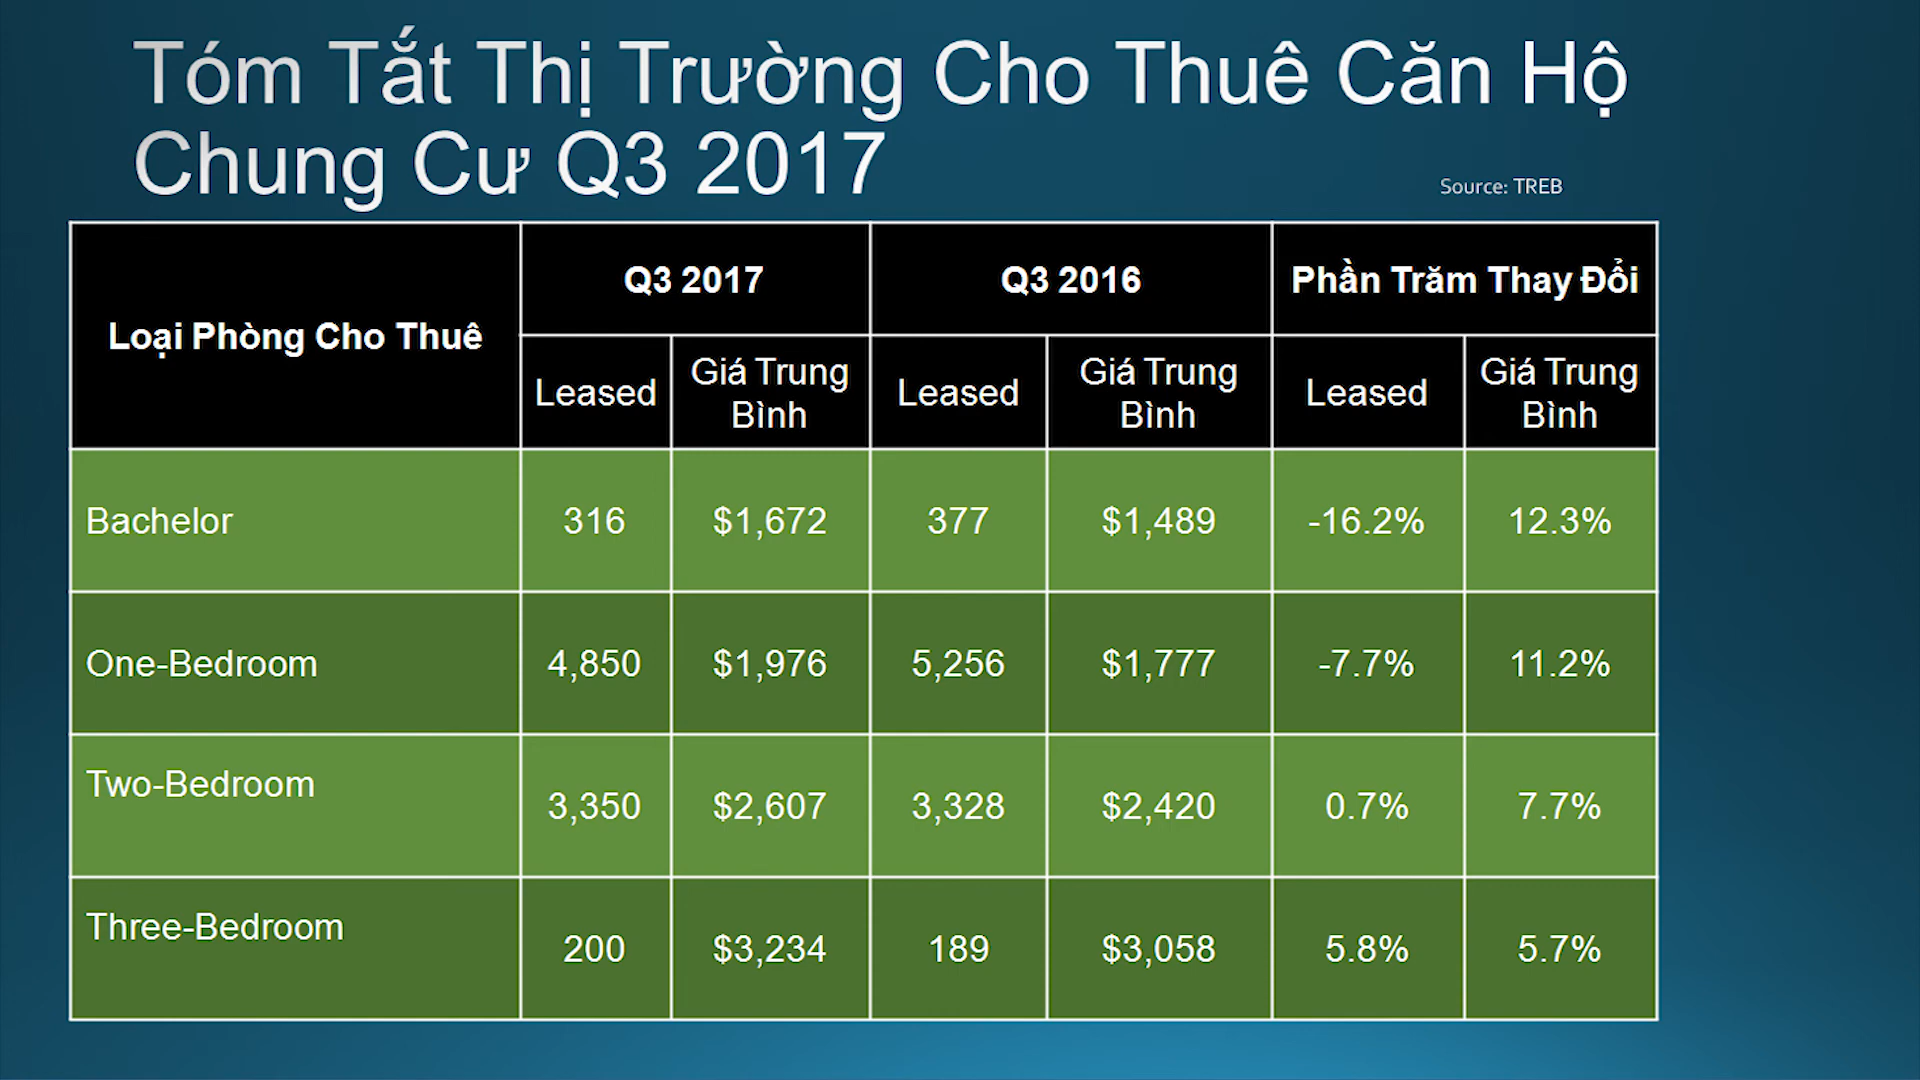 Tóm Tắt Thị Trường Cho Thuê Căn Hộ
Chung Cư Q3 2017
Source: TREB
Loại Phòng Cho Thuê
Q3 2017
Q3 2016
Phần Trăm Thay Đổi
Leased
Giá Trung
Bình
Leased
Giá Trung
Bình
Leased
Giá Trung
Bình
Bachelor 316 $1,672 377 $1,489 -16.2% 12.3%
One-Bedroom 4,850 $1,976 5,256 $1,777 -7.7% 11.2%
Two-Bedroom 3,350 $2,607 3,328 $2,420 0.7% 7.7%
Three-Bedroom 200 $3,234 189 $3,058 5.8% 5.7%